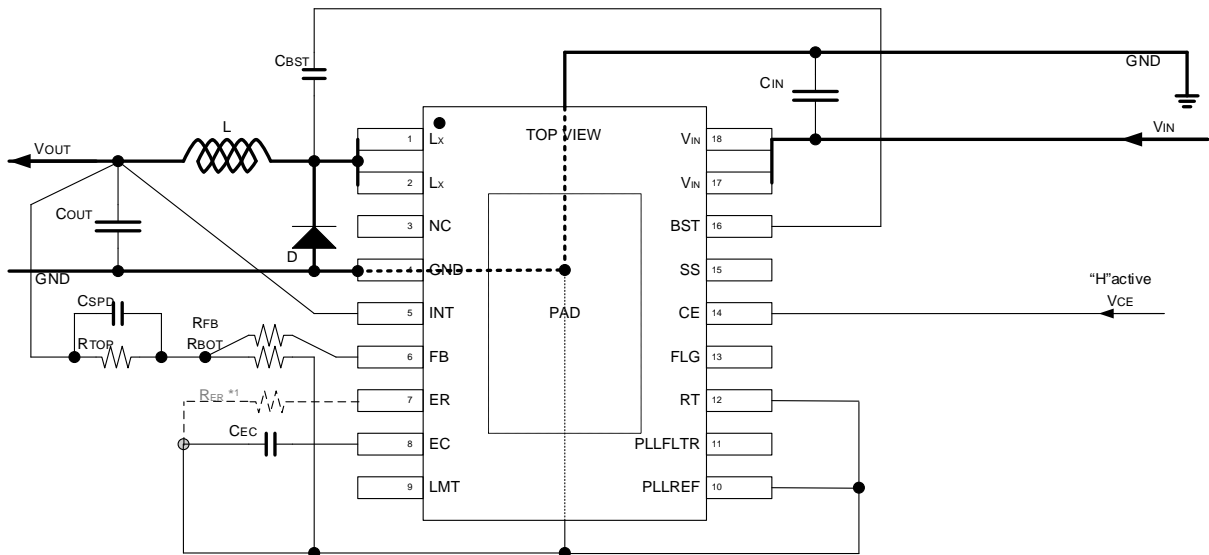 CBST
GND
CIN
L
1
LX
TOP VIEW
VIN
18
VIN
VOUT
2
LX
VIN
17
COUT
3
NC
BST
16
D
GND
SS
15
GND
CSPD
5
INT
PAD
CE
14
"H"active
VCE
RFB
RTOP
RBOT
6
FB
FLG
13
RER *1
7
ER
RT
12
CEC
8
EC
PLLFLTR
11
9
LMT
PLLREF
10